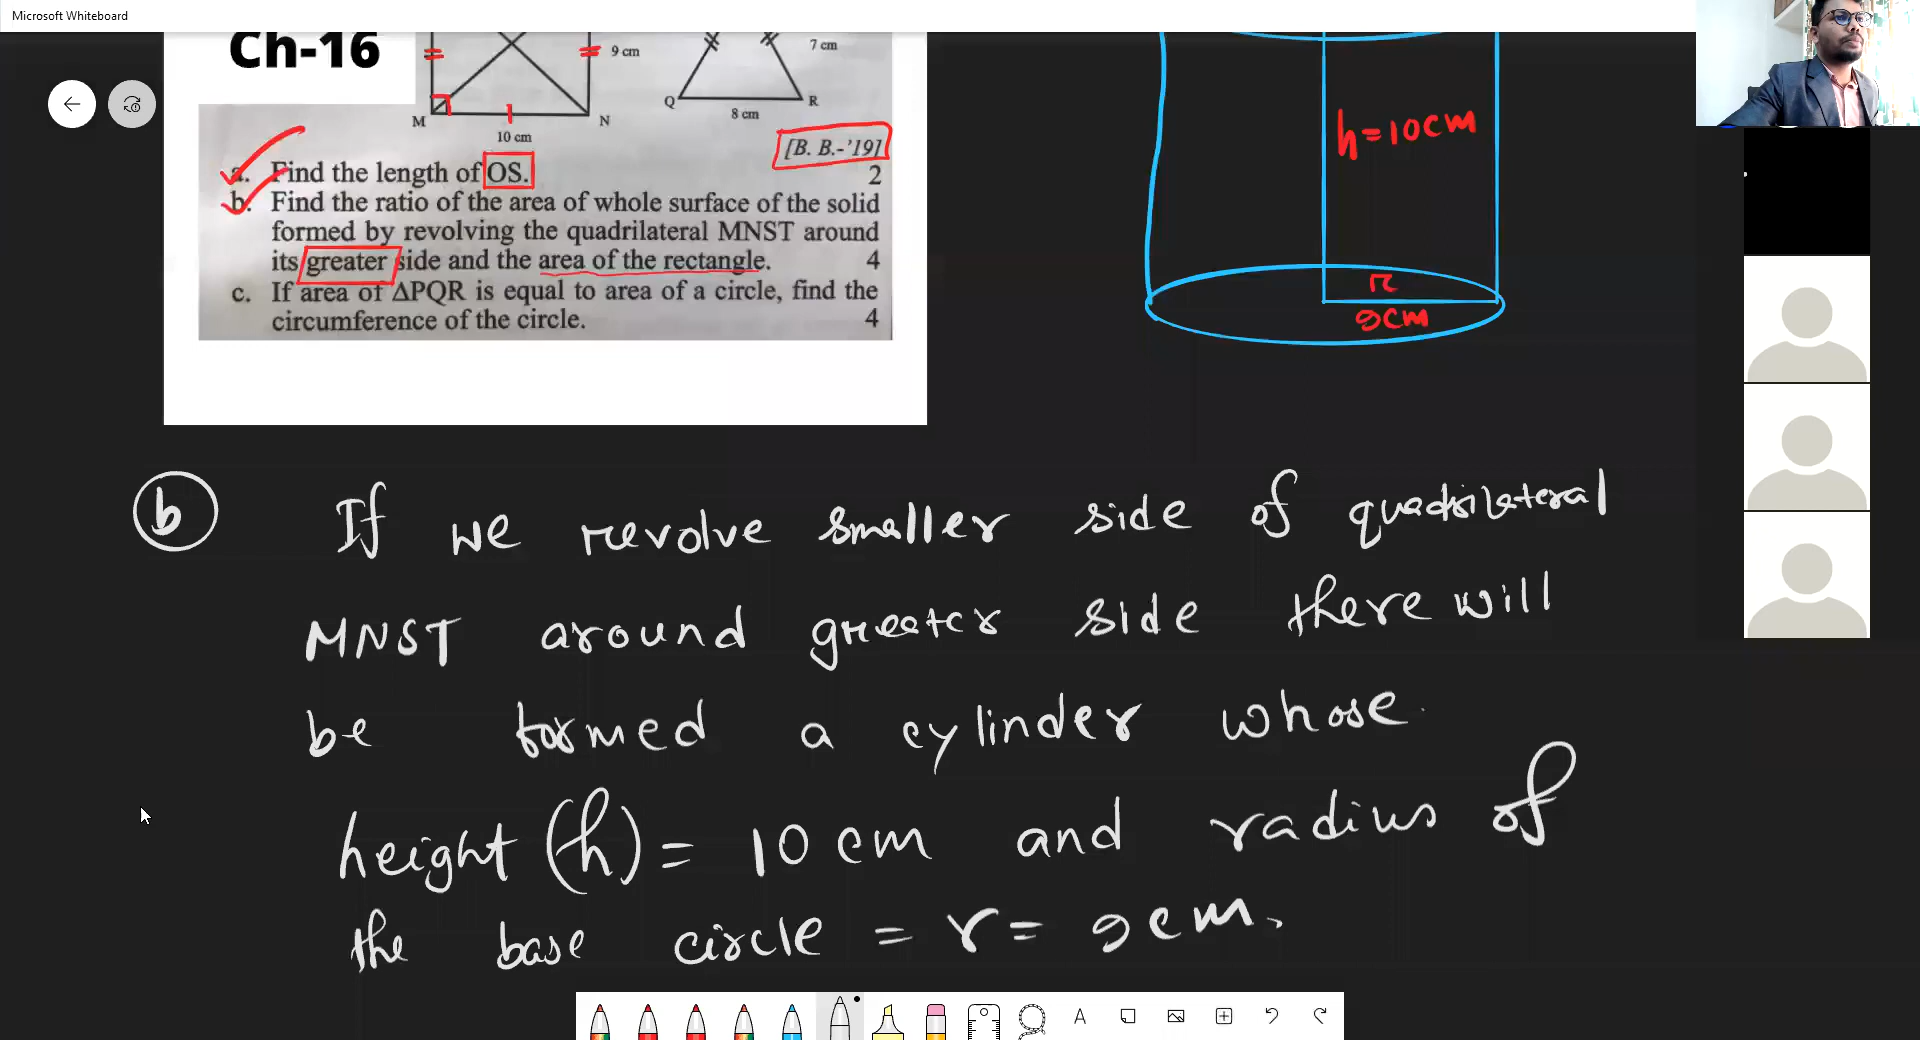 Microsoft Whiteboard
Ch-16
9 cm
7 cm
M
N
10 cm
Q
R
8 cm
[B. B.-'19]
a. Find the length of OS. 2
b. Find the ratio of the area of whole surface of the solid
formed by revolving the quadrilateral MNST around
its greater side and the area of the rectangle. 4
c. If area of ΔPQR is equal to area of a circle, find the
circumference of the circle. 4
h=10cm
r
9cm
b If we revolve smaller side of quadrilateral
MNST around greater side there will
be formed a cylinder whose
height (h) = 10 cm and radius of
the base circle = r = 9cm.
A